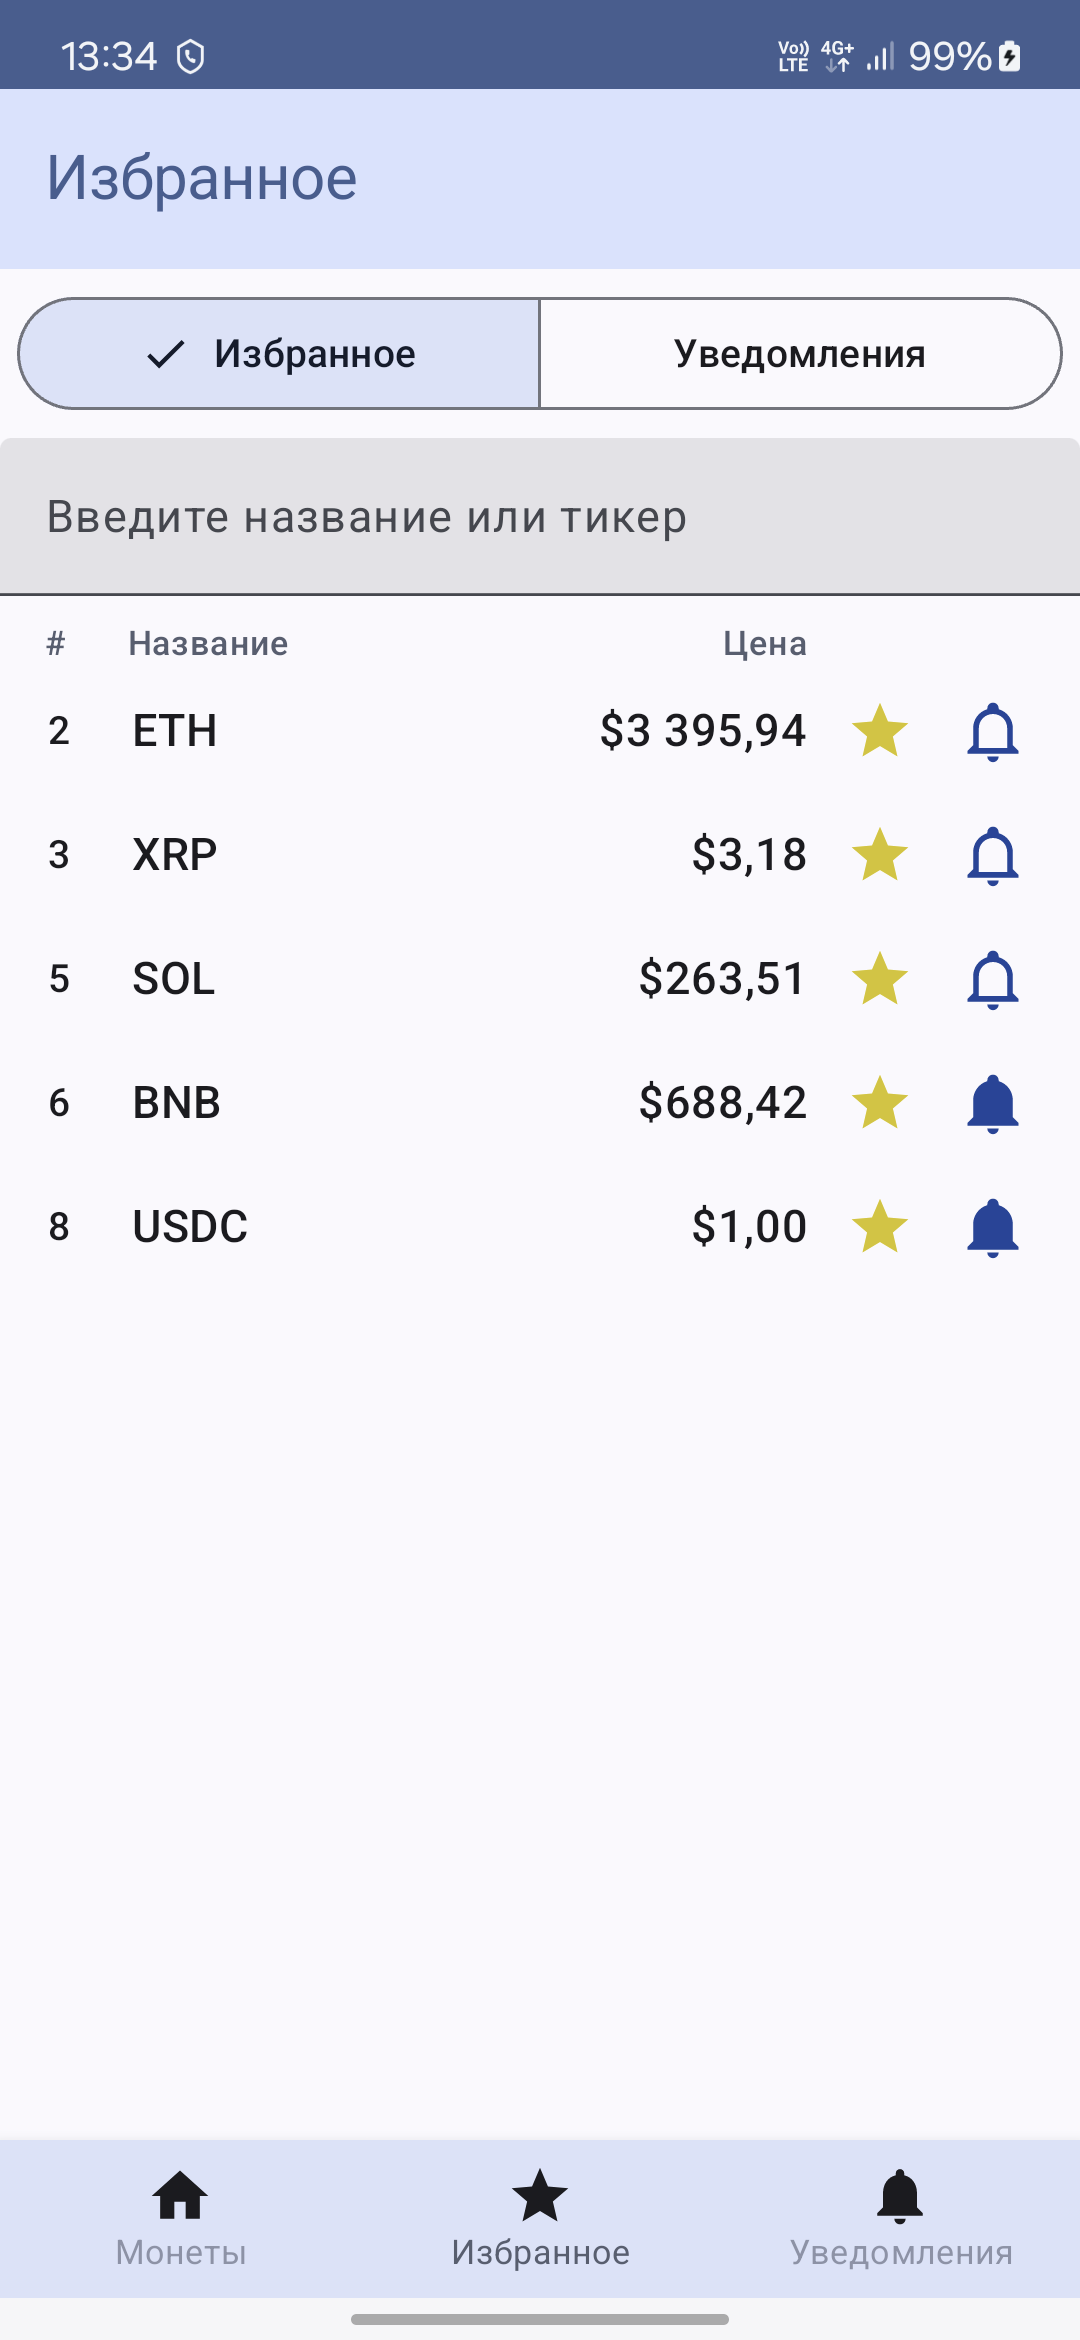 13:34 Vo)) LTE 4G+ 99%
Избранное
Избранное Уведомления
Введите название или тикер
# Название Цена
2 ETH $3 395,94
3 XRP $3,18
5 SOL $263,51
6 BNB $688,42
8 USDC $1,00
Монеты Избранное Уведомления